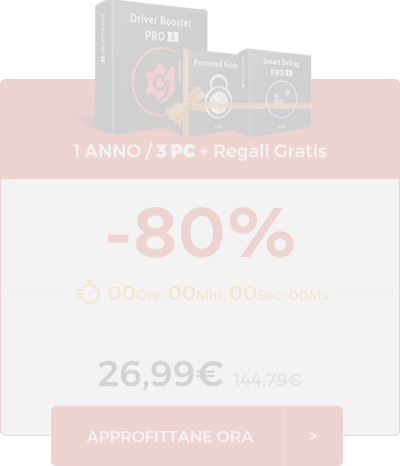 Driver Booster
PRO 6
Protected Folder
Smart Defrag
PRO 6
1 ANNO / 3 PC + Regali Gratis
-80%
00Ore: 00Min: 00Sec: 00Ms
26,99€ 144,79€
APPROFITTANE ORA >